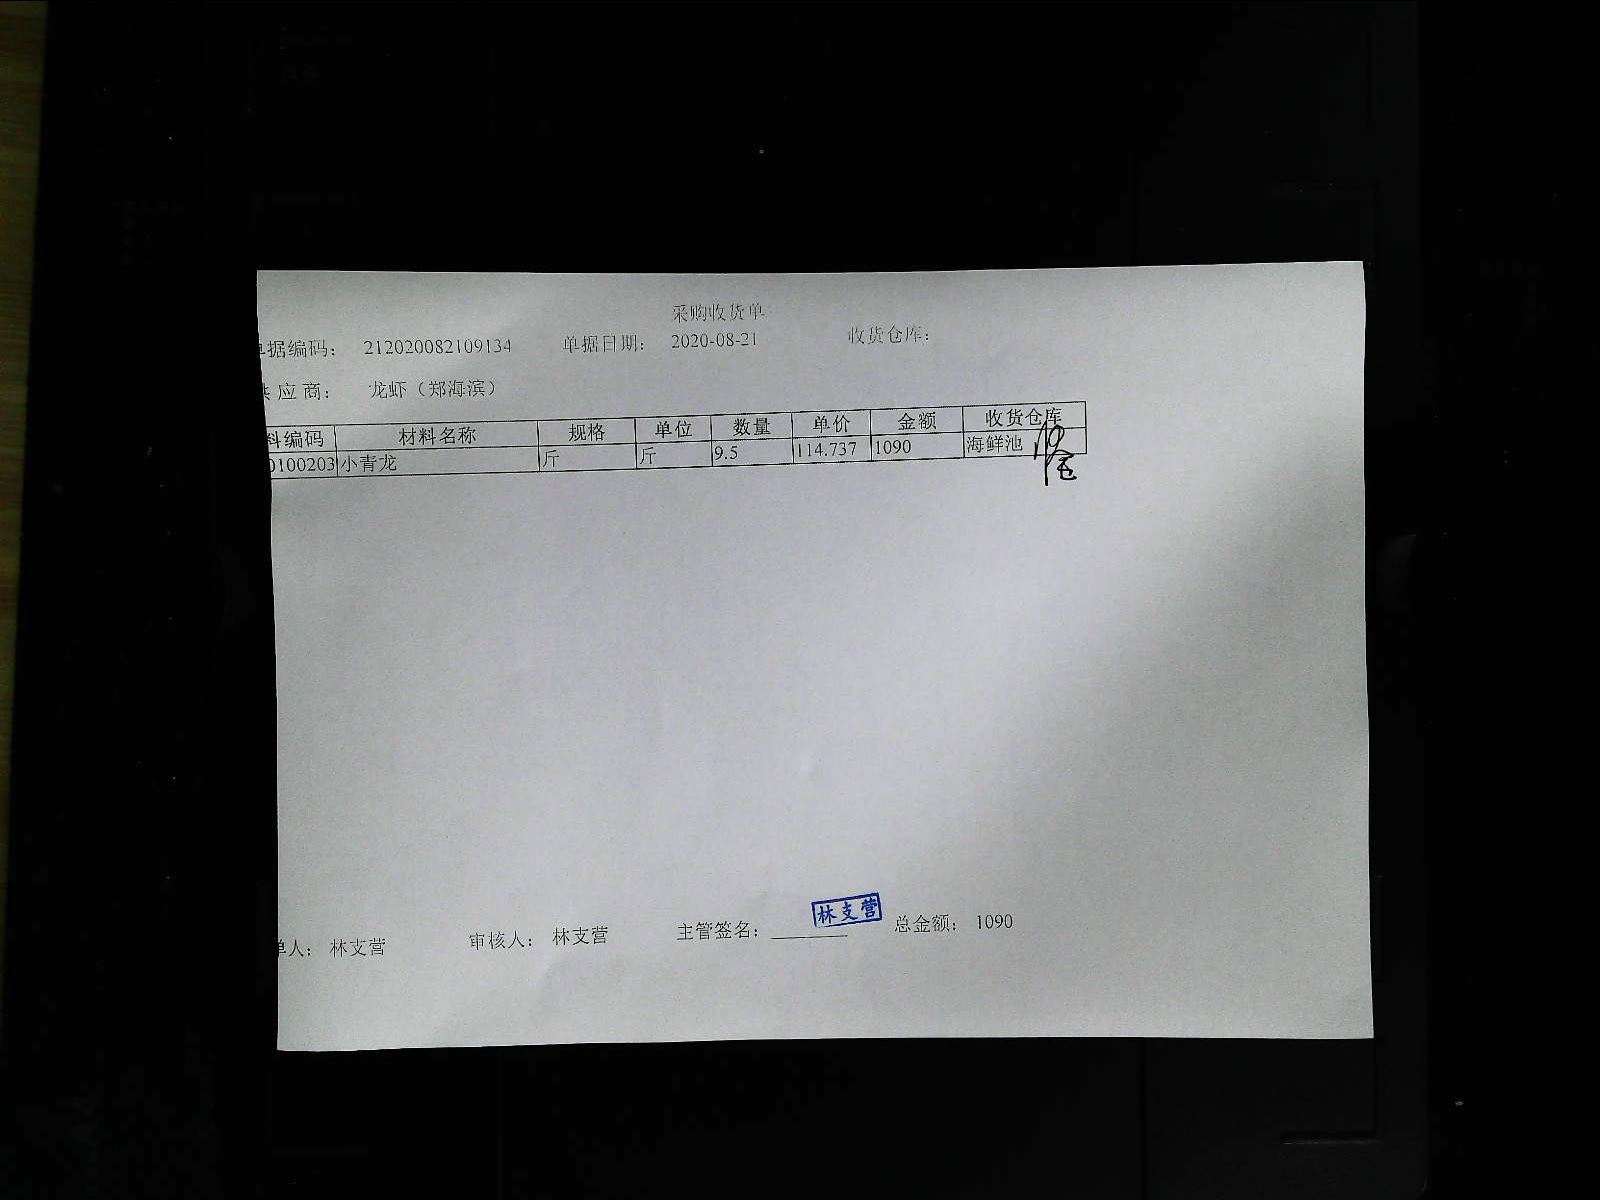 采购收货单
单据编码： 212020082109134 单据日期： 2020-08-21 收货仓库：
供应商： 龙虾（郑海滨）
料编码 材料名称 规格 单位 数量 单价 金额 收货仓库
0100203 小青龙 斤 斤 9.5 114.737 1090 海鲜池
单人： 林支营 审核人： 林支营 主管签名： 林支营 总金额： 1090